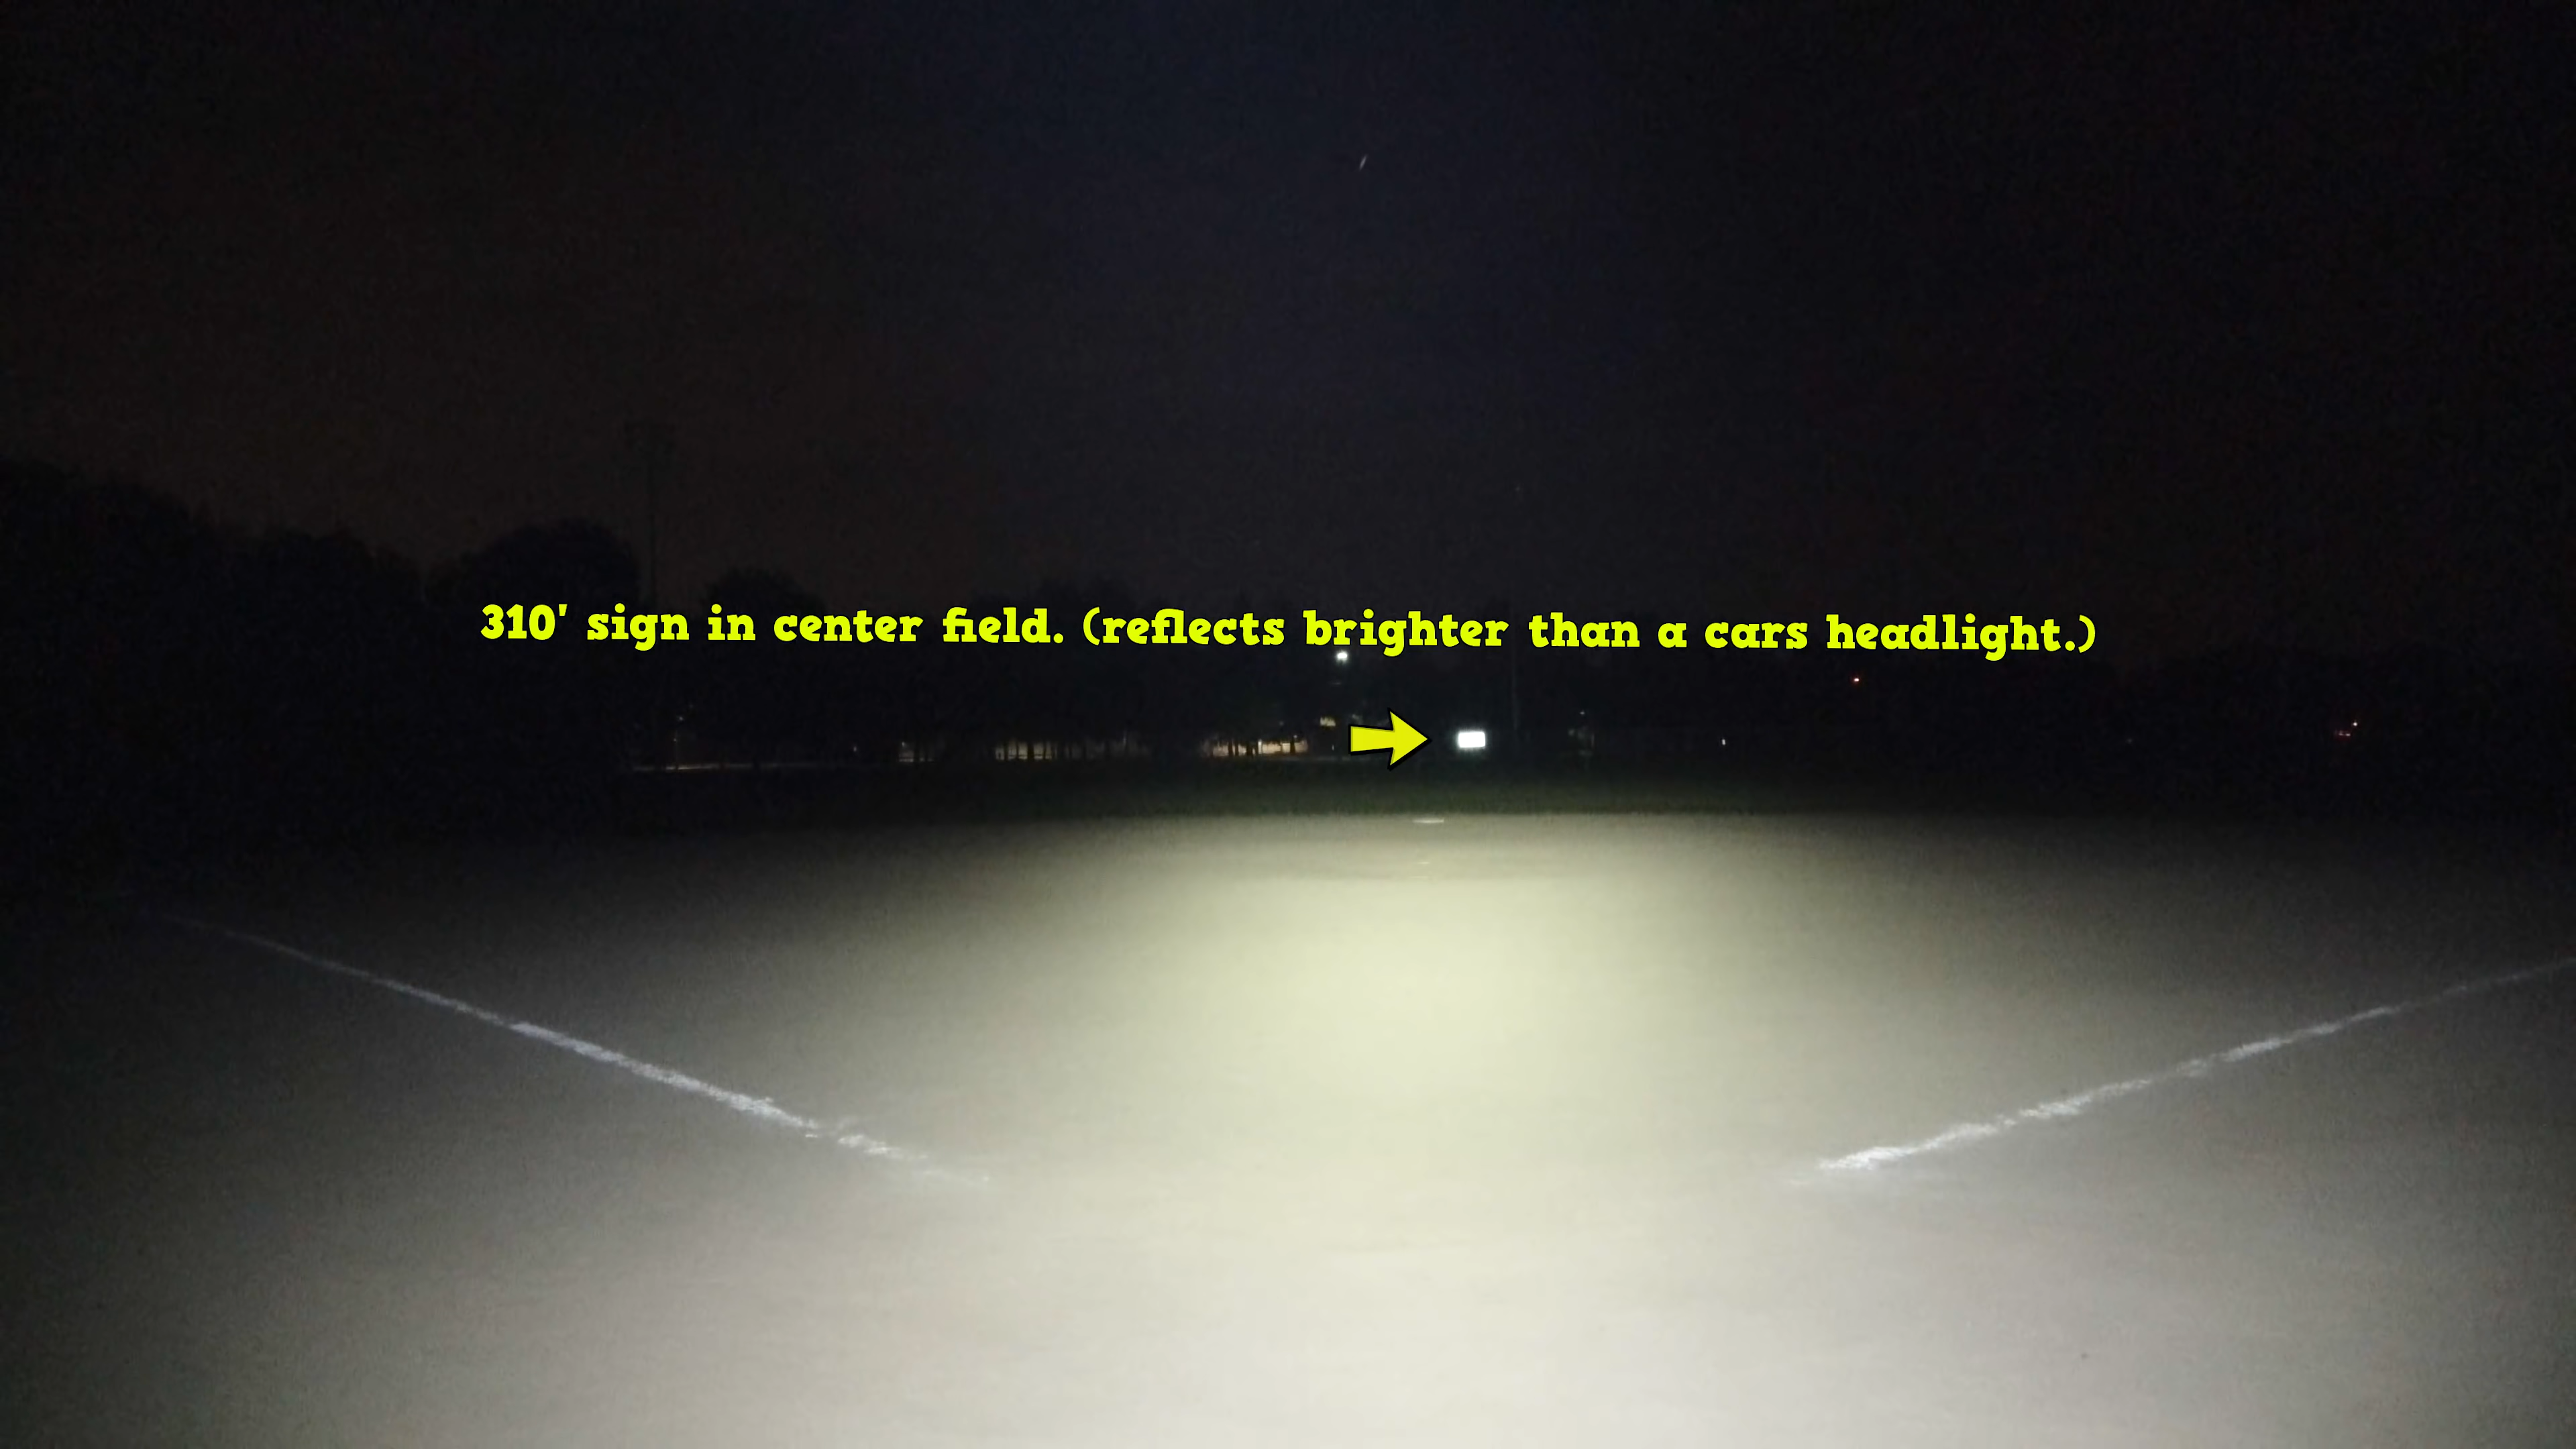 310' sign in center field. (reflects brighter than a cars headlight.)